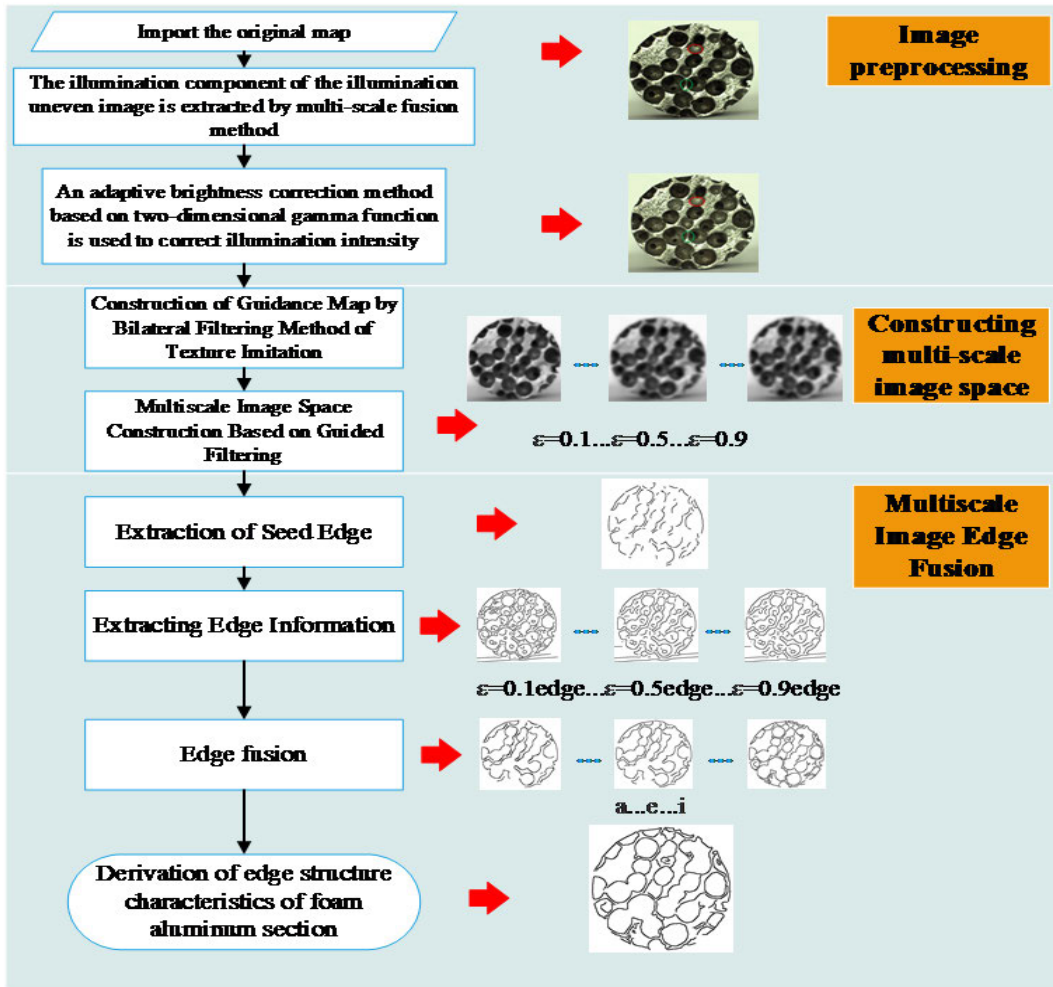 Import the original map
Image
preprocessing
The illumination component of the illumination
uneven image is extracted by multi-scale fusion
method
An adaptive brightness correction method
based on two-dimensional gamma function
is used to correct illumination intensity
Construction of Guidance Map by
Bilateral Filtering Method of
Texture Imitation
Constructing
multi-scale
image space
Multiscale Image Space
Construction Based on Guided
Filtering
ε=0.1...ε=0.5...ε=0.9
Extraction of Seed Edge
Multiscale
Image Edge
Fusion
Extracting Edge Information
ε=0.1edge...ε=0.5edge...ε=0.9edge
Edge fusion
a...e...i
Derivation of edge structure
characteristics of foam
aluminum section